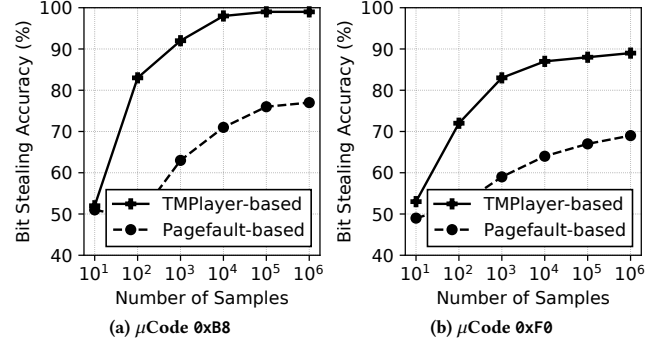 100
90
80
70
60
50
40
Bit Stealing Accuracy (%)
TMPlayer-based
Pagefault-based
10¹ 10² 10³ 10⁴ 10⁵ 10⁶
Number of Samples
(a) μCode 0xB8
100
90
80
70
60
50
40
Bit Stealing Accuracy (%)
TMPlayer-based
Pagefault-based
10¹ 10² 10³ 10⁴ 10⁵ 10⁶
Number of Samples
(b) μCode 0xF0